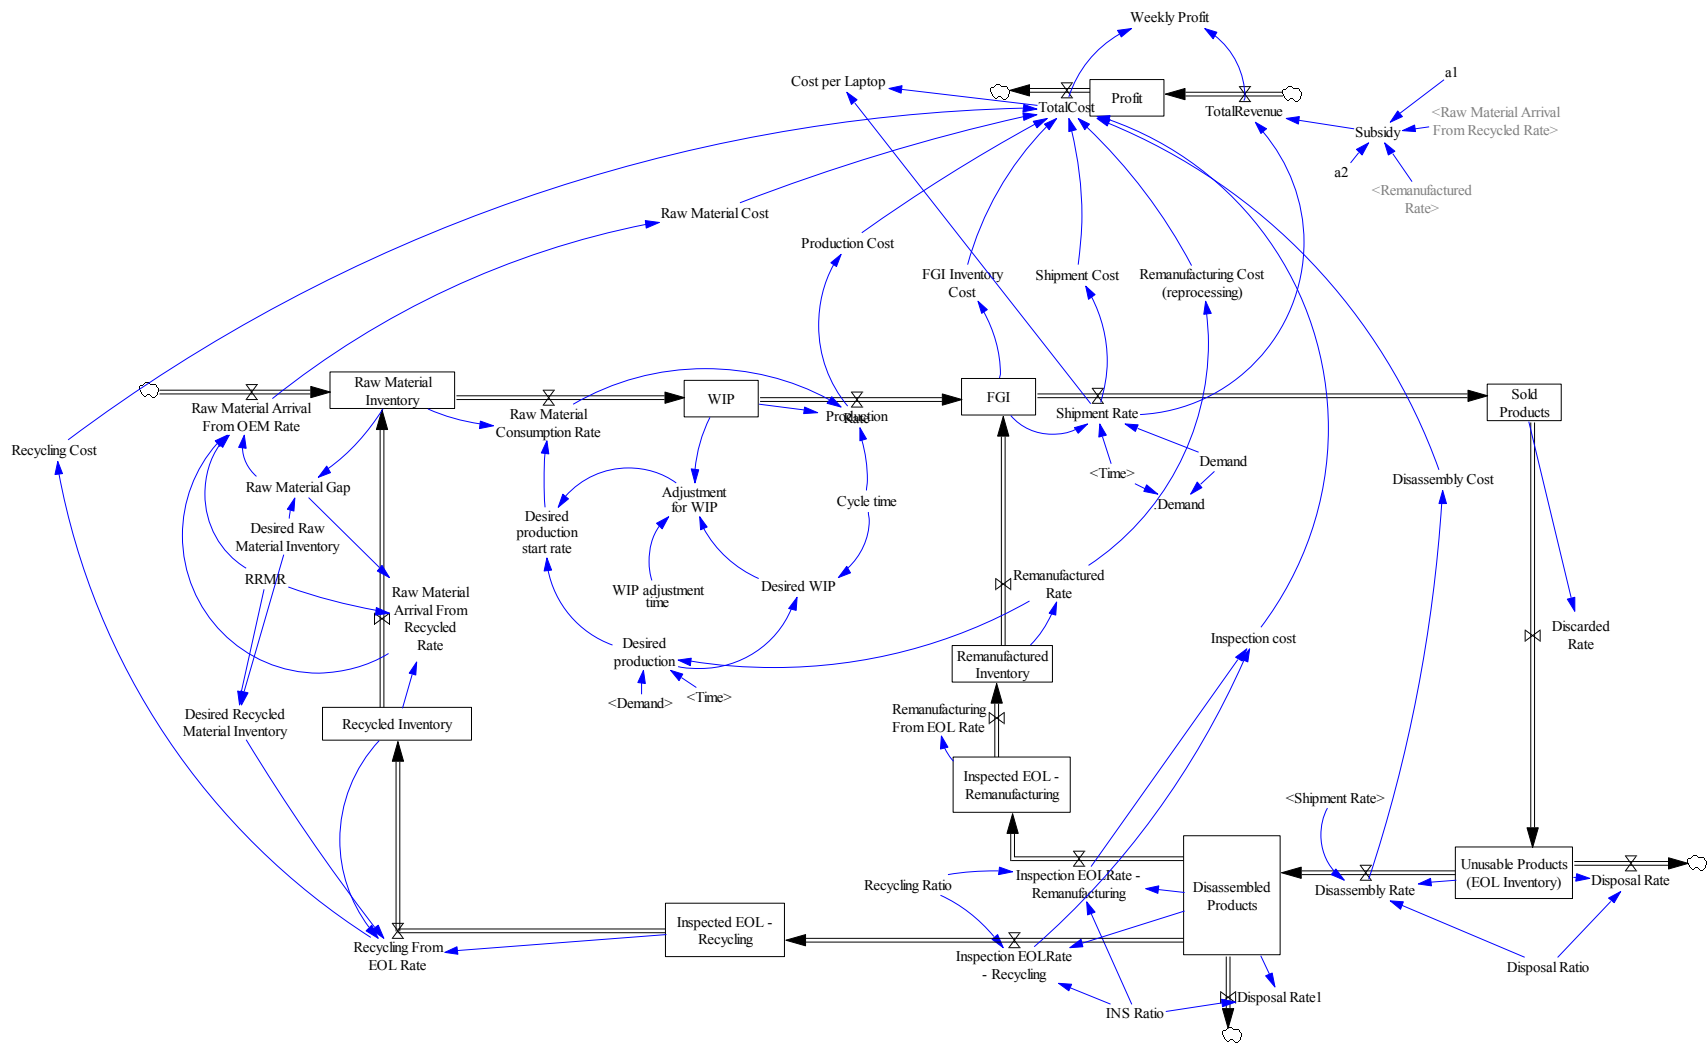 Weekly Profit
Cost per Laptop
a1
Profit
TotalCost
TotalRevenue
<Raw Material Arrival
From Recycled Rate>
Subsidy
a2
<Remanufactured
Rate>
Raw Material Cost
Production Cost
FGI Inventory
Cost
Shipment Cost
Remanufacturing Cost
(reprocessing)
Raw Material
Inventory
WIP
FGI
Sold
Products
Raw Material Arrival
From OEM Rate
Raw Material
Consumption Rate
Production
Rate
Shipment Rate
Recycling Cost
Raw Material Gap
<Time>
Demand
Disassembly Cost
Adjustment
for WIP
Cycle time
.Demand
Desired Raw
Material Inventory
Desired
production
start rate
RRMR
Raw Material
Arrival From
Recycled
Rate
WIP adjustment
time
Desired WIP
Remanufactured
Rate
Discarded
Rate
Inspection cost
Desired
production
Remanufactured
Inventory
<Demand>
<Time>
Desired Recycled
Material Inventory
Recycled Inventory
Remanufacturing
From EOL Rate
Inspected EOL -
Remanufacturing
<Shipment Rate>
Unusable Products
(EOL Inventory)
Disassembly Rate
Disposal Rate
Recycling Ratio
Inspection EOLRate -
Remanufacturing
Disassembled
Products
Inspected EOL -
Recycling
Recycling From
EOL Rate
Inspection EOLRate
- Recycling
Disposal Ratio
Disposal Rate1
INS Ratio